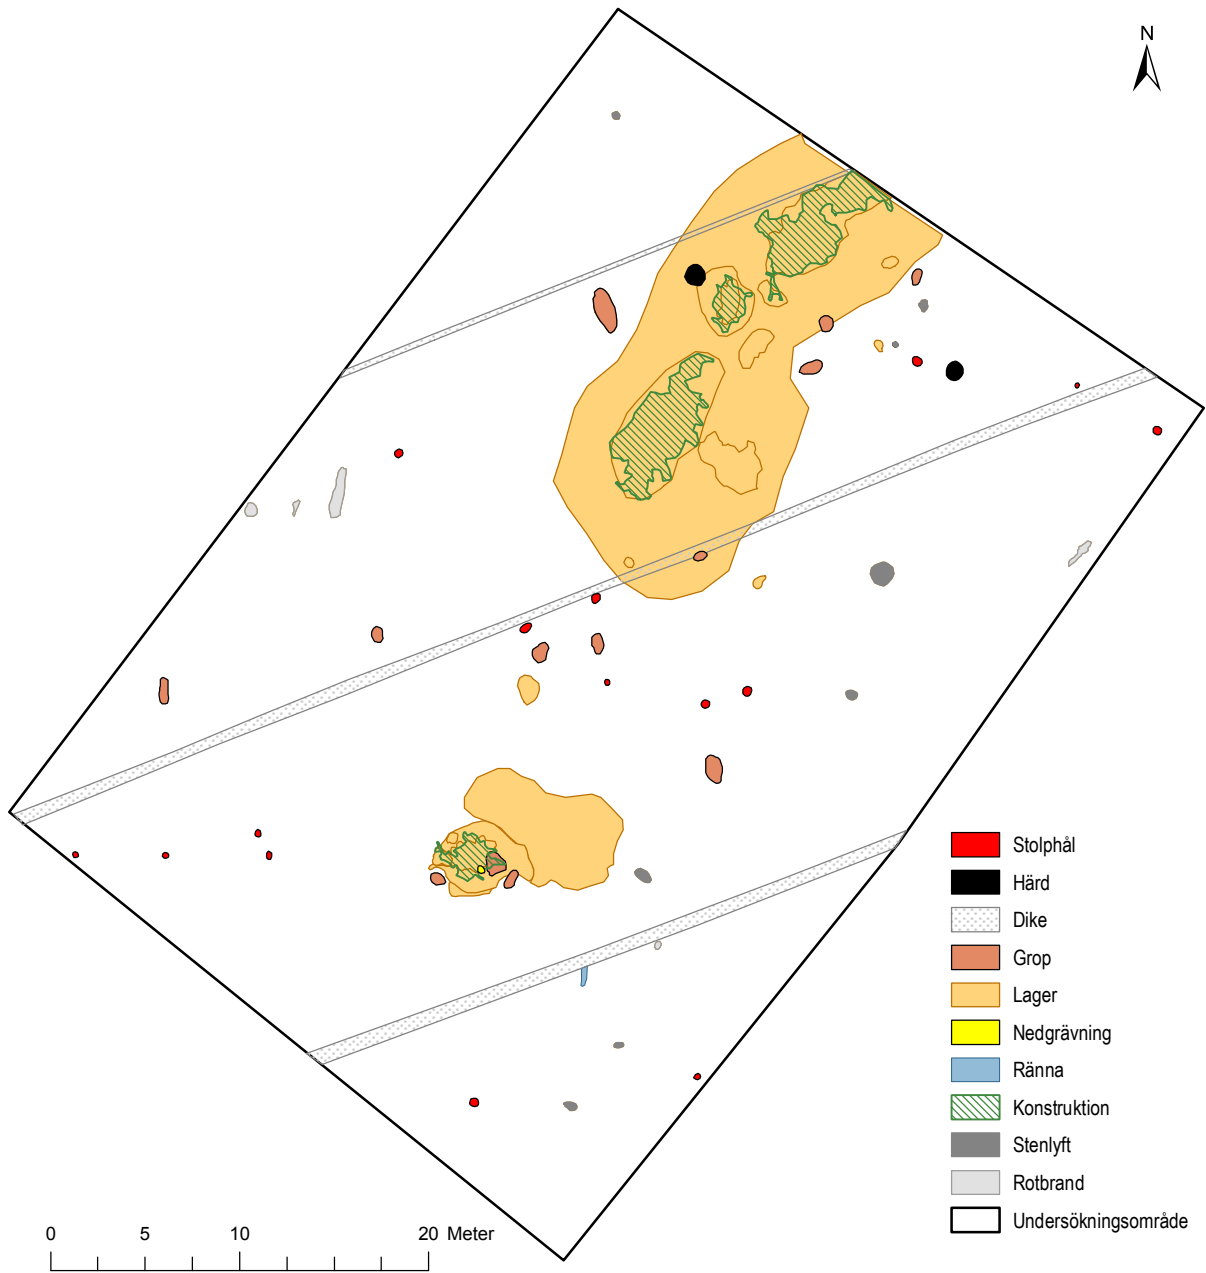 N
Stolphål
Härd
Dike
Grop
Lager
Nedgrävning
Ränna
Konstruktion
Stenlyft
Rotbrand
Undersökningsområde
0 5 10 20 Meter